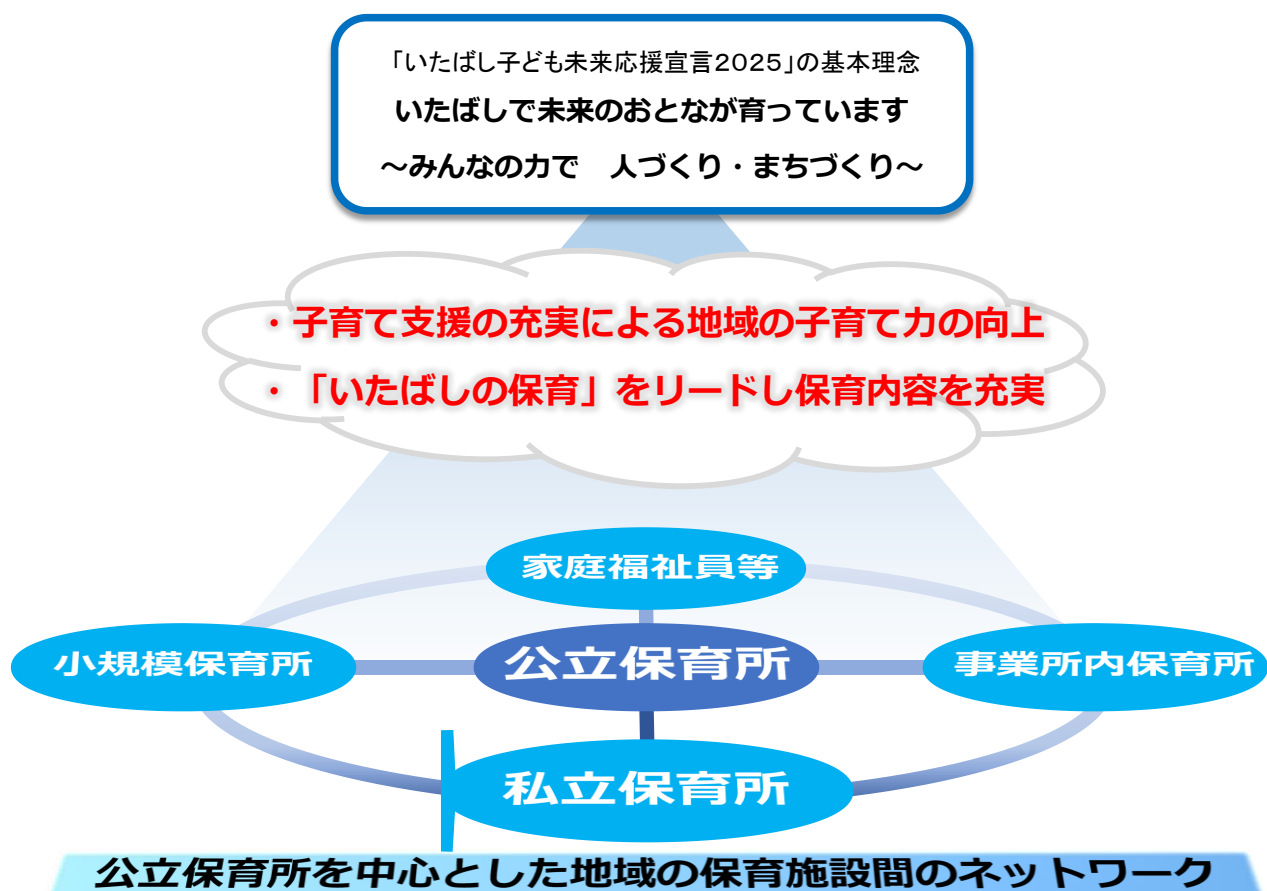 「いたばし子ども未来応援宣言2025」の基本理念
いたばしで未来のおとなが育っています
～みんなの力で　人づくり・まちづくり～
・子育て支援の充実による地域の子育て力の向上
・「いたばしの保育」をリードし保育内容を充実
家庭福祉員等
小規模保育所
公立保育所
事業所内保育所
私立保育所
公立保育所を中心とした地域の保育施設間のネットワーク